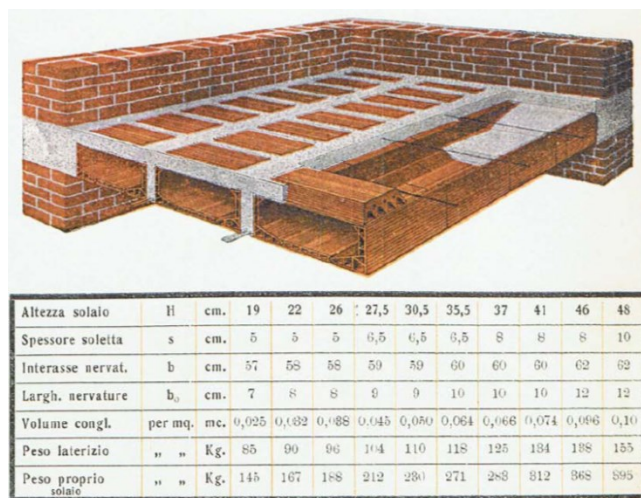 Altezza solaio H cm. 19 22 26 27,5 30,5 35,5 37 41 46 48
Spessore soletta s cm. 5 5 5 6,5 6,5 6,5 8 8 8 10
Interasse nervat. b cm. 57 58 58 59 59 60 60 60 62 62
Largh. nervature b₀ cm. 7 8 8 9 9 10 10 10 12 12
Volume congl. per mq. mc. 0,025 0,032 0,038 0.045 0,050 0,064 0,066 0,074 0,096 0,10
Peso laterizio „ „ Kg. 85 90 96 104 110 118 125 134 138 155
Peso proprio solaio „ „ Kg. 145 167 188 212 230 271 283 312 368 395